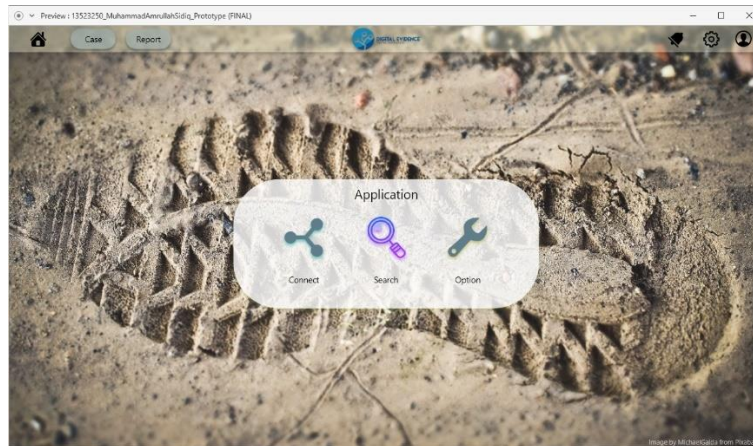 Preview : 13523250_MuhammadAmrullahSidiq_Prototype (FINAL)
Case Report DIGITAL EVIDENCE
Application
Connect Search Option
Image by MichaelGaida from Pixabay